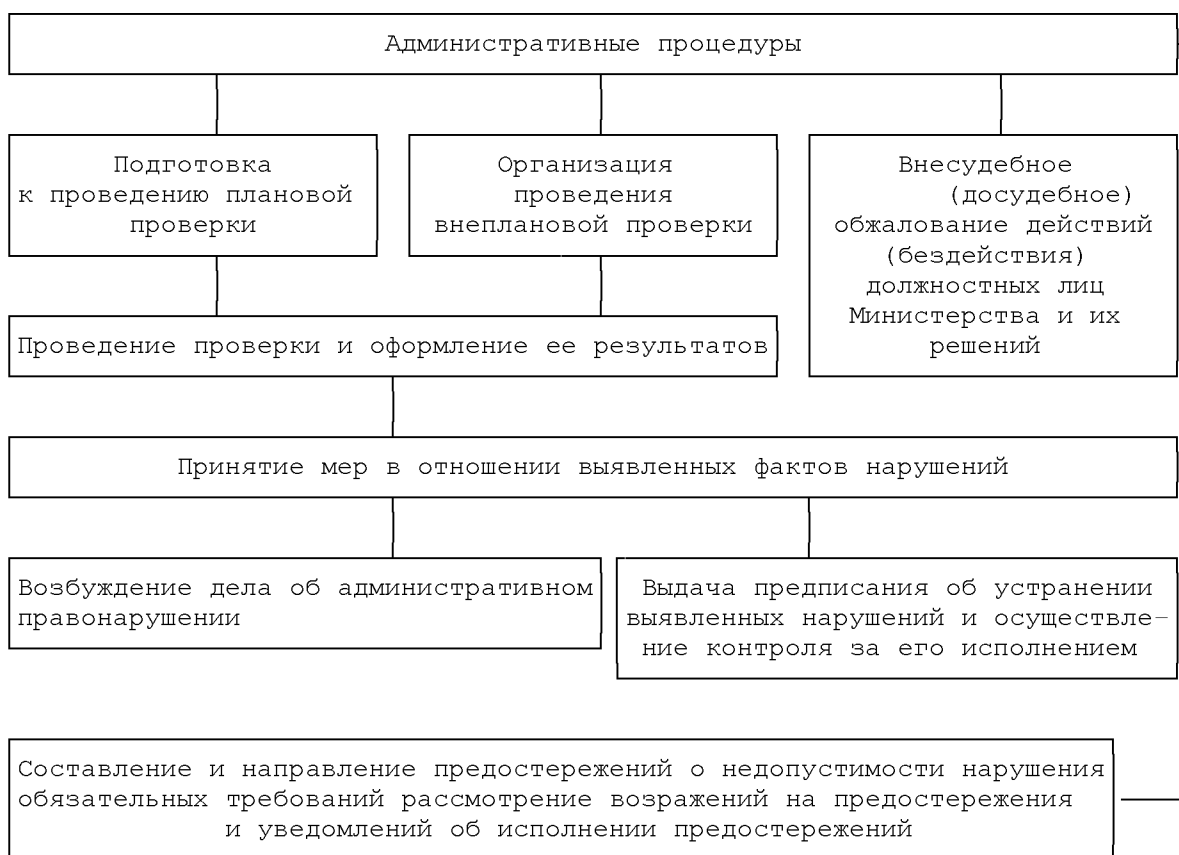 Административные процедуры
Подготовка
к проведению плановой
проверки
Организация
проведения
внеплановой проверки
Внесудебное
(досудебное)
обжалование действий
(бездействия)
должностных лиц
Министерства и их
решений
Проведение проверки и оформление ее результатов
Принятие мер в отношении выявленных фактов нарушений
Возбуждение дела об административном
правонарушении
Выдача предписания об устранении
выявленных нарушений и осуществле-
ние контроля за его исполнением
Составление и направление предостережений о недопустимости нарушения
обязательных требований рассмотрение возражений на предостережения
и уведомлений об исполнении предостережений